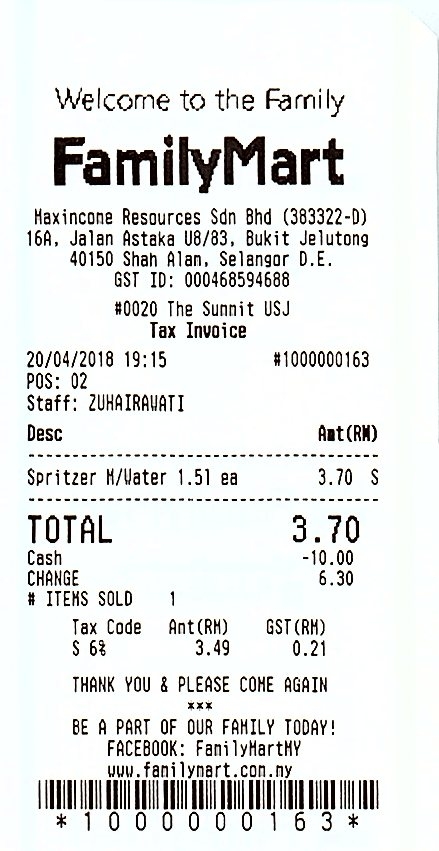 Welcome to the Family
FamilyMart
Maxincome Resources Sdn Bhd (383322-D)
16A, Jalan Astaka U8/83, Bukit Jelutong
40150 Shah Alam, Selangor D.E.
GST ID: 000468594688
#0020 The Summit USJ
Tax Invoice
20/04/2018 19:15 #1000000163
POS: 02
Staff: ZUHAIRAWATI
Desc Amt(RM)
Spritzer M/Water 1.5l ea 3.70 S
TOTAL 3.70
Cash -10.00
CHANGE 6.30
# ITEMS SOLD 1
Tax Code Amt(RM) GST(RM)
S 6% 3.49 0.21
THANK YOU & PLEASE COME AGAIN
***
BE A PART OF OUR FAMILY TODAY!
FACEBOOK: FamilyMartMY
www.familymart.com.my
*1000000163*